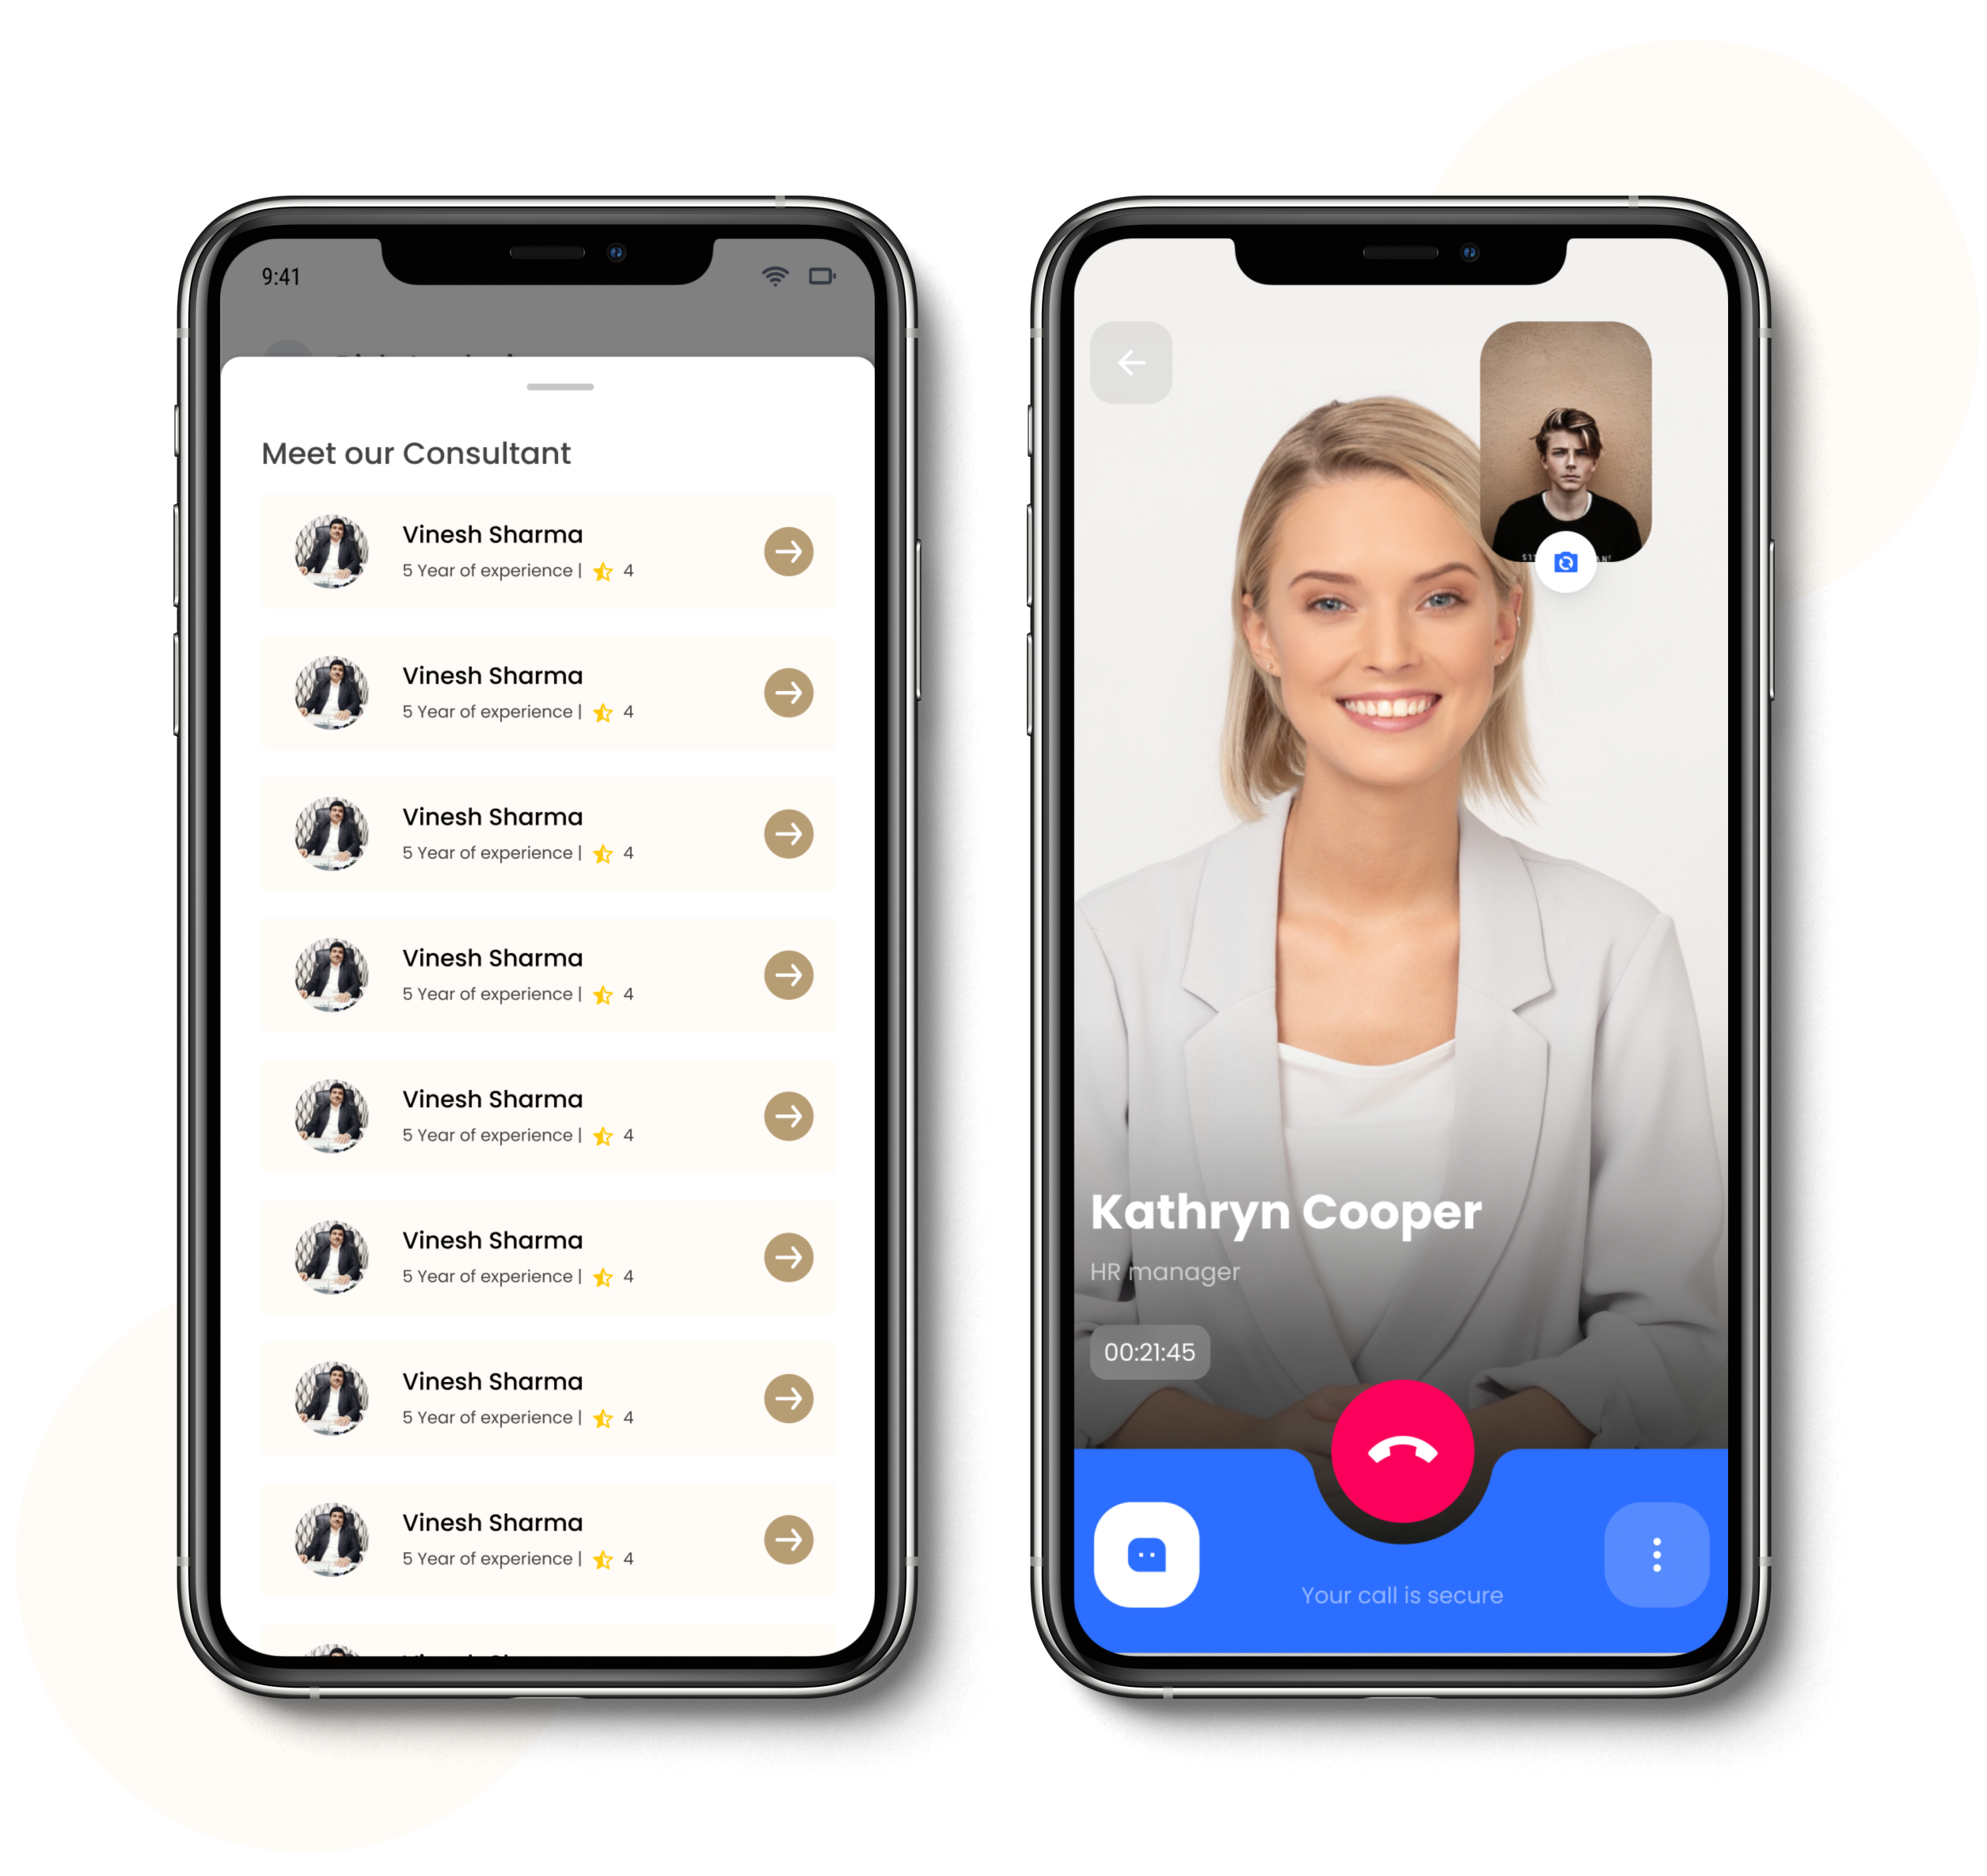 9:41
Meet our Consultant
Vinesh Sharma
5 Year of experience | 4
Vinesh Sharma
5 Year of experience | 4
Vinesh Sharma
5 Year of experience | 4
Vinesh Sharma
5 Year of experience | 4
Vinesh Sharma
5 Year of experience | 4
Vinesh Sharma
5 Year of experience | 4
Vinesh Sharma
5 Year of experience | 4
Vinesh Sharma
5 Year of experience | 4
Kathryn Cooper
HR manager
00:21:45
Your call is secure